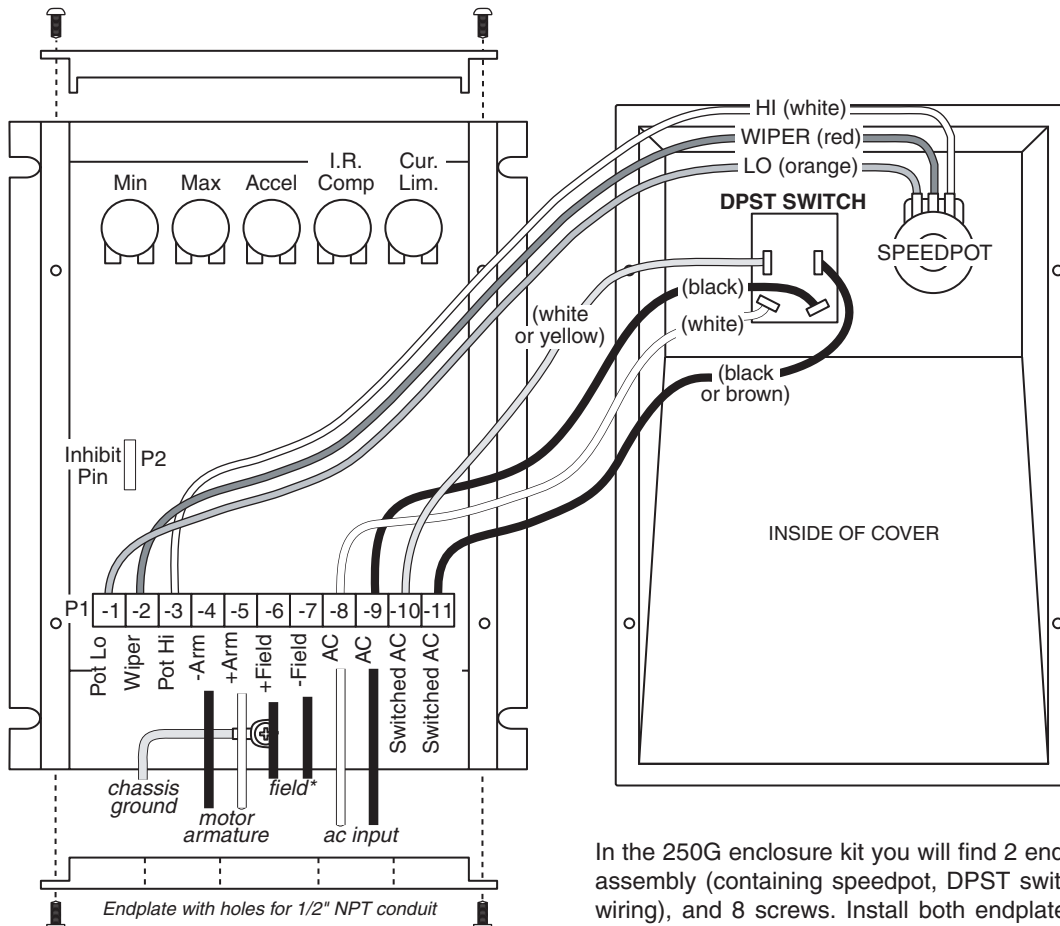 HI (white)
WIPER (red)
LO (orange)
DPST SWITCH
SPEEDPOT
I.R. Cur.
Min Max Accel Comp Lim.
(black)
(white
or yellow)
(white)
(black
or brown)
Inhibit
Pin
P2
INSIDE OF COVER
P1 -1 -2 -3 -4 -5 -6 -7 -8 -9 -10 -11
Pot Lo
Wiper
Pot Hi
-Arm
+Arm
+Field
-Field
AC
AC
Switched AC
Switched AC
chassis
ground
motor
armature
field*
ac input
Endplate with holes for 1/2" NPT conduit
In the 250G enclosure kit you will find 2 end
assembly (containing speedpot, DPST swit
wiring), and 8 screws. Install both endplate